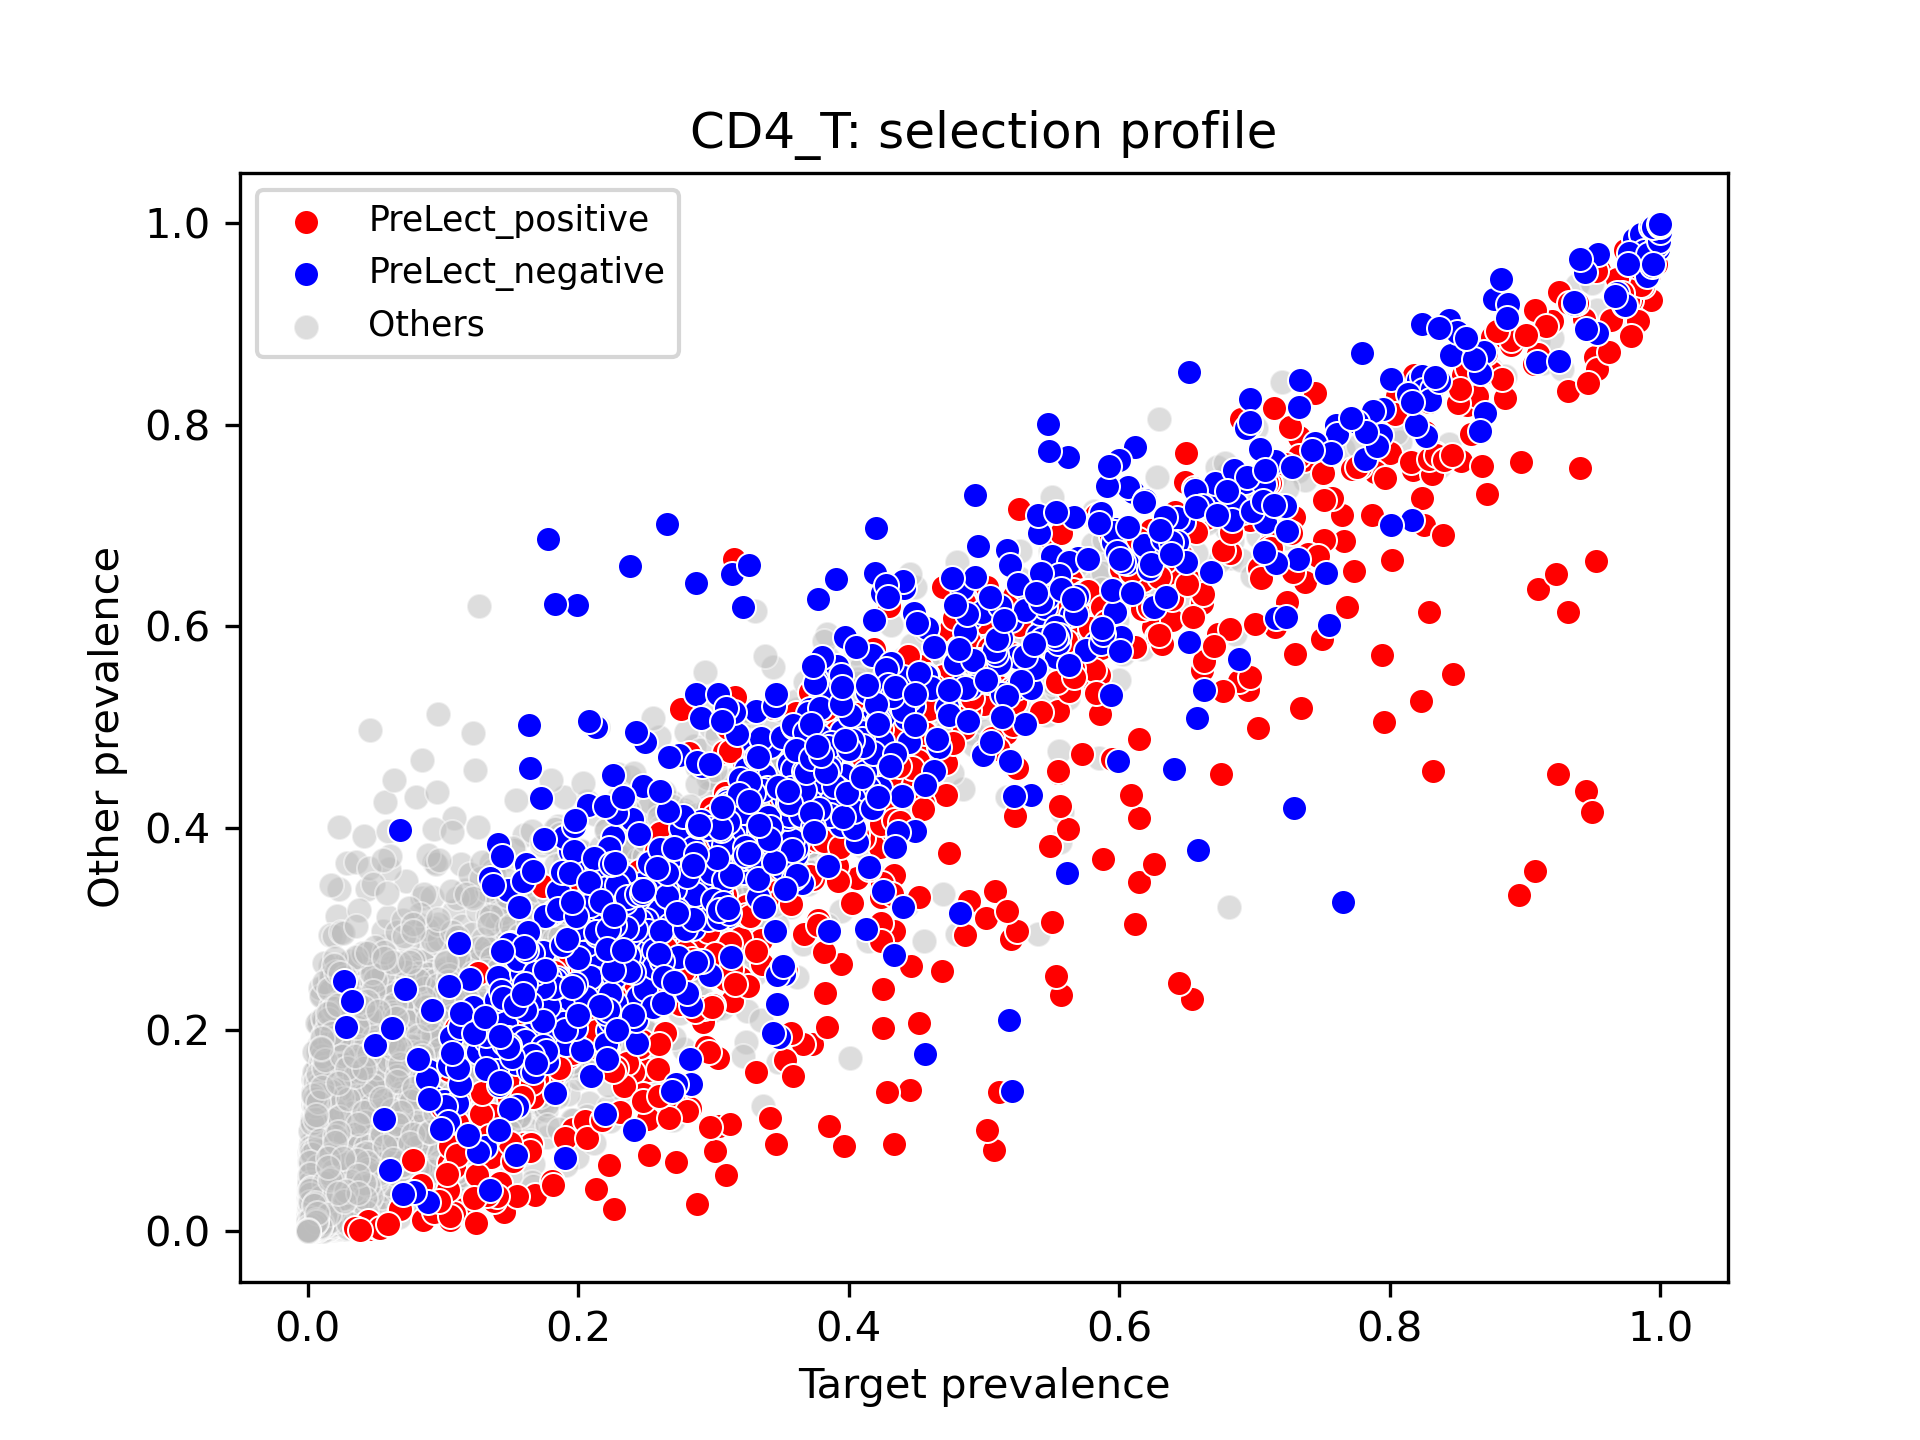 CD4_T: selection profile
PreLect_positive
PreLect_negative
Others
1.0
0.8
0.6
0.4
0.2
0.0
Other prevalence
0.0 0.2 0.4 0.6 0.8 1.0
Target prevalence